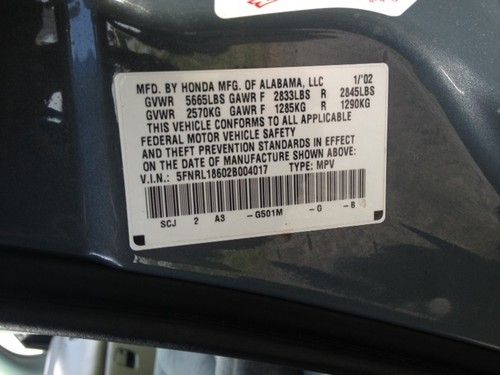 MFD. BY HONDA MFG. OF ALABAMA, LLC 1/'02
GVWR 5665LBS GAWR F 2833LBS R 2845LBS
GVWR 2570KG GAWR F 1285KG R 1290KG
THIS VEHICLE CONFORMS TO ALL APPLICABLE
FEDERAL MOTOR VEHICLE SAFETY
5THEFT PREVENTION STANDARDS IN EFFECT
ON THE DATE OF MANUFACTURE SHOWN ABOVE.
V.I.N.: 5FNRL18602B004017 TYPE: MPV
SCJ 2 A3 -G501M -0 -6